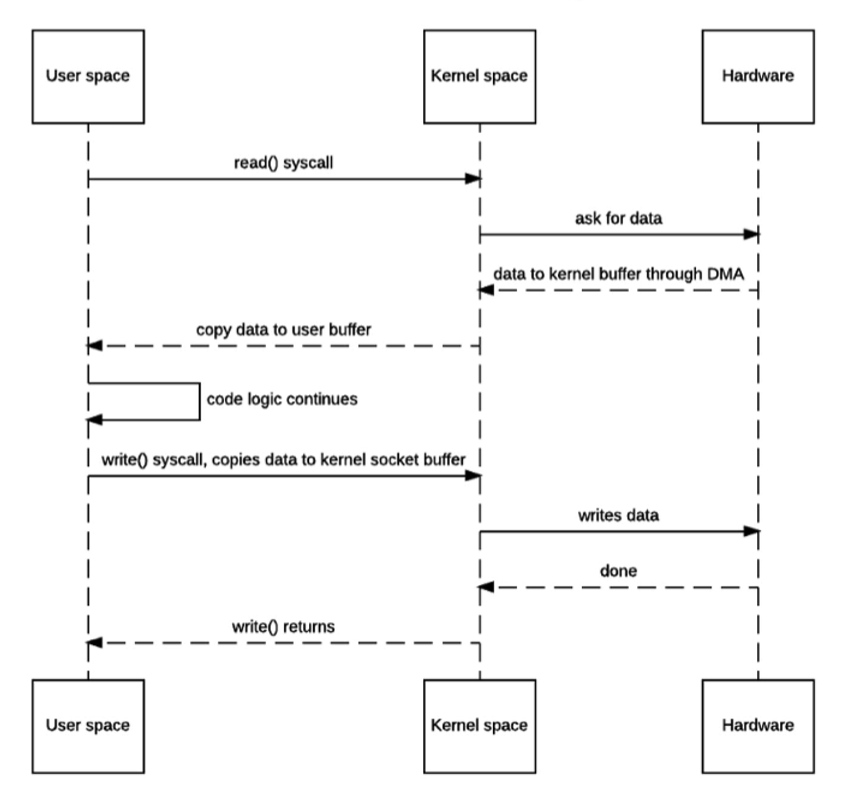 User space
Kernel space
Hardware
read() syscall
ask for data
data to kernel buffer through DMA
copy data to user buffer
code logic continues
write() syscall, copies data to kernel socket buffer
writes data
done
write() returns
User space
Kernel space
Hardware